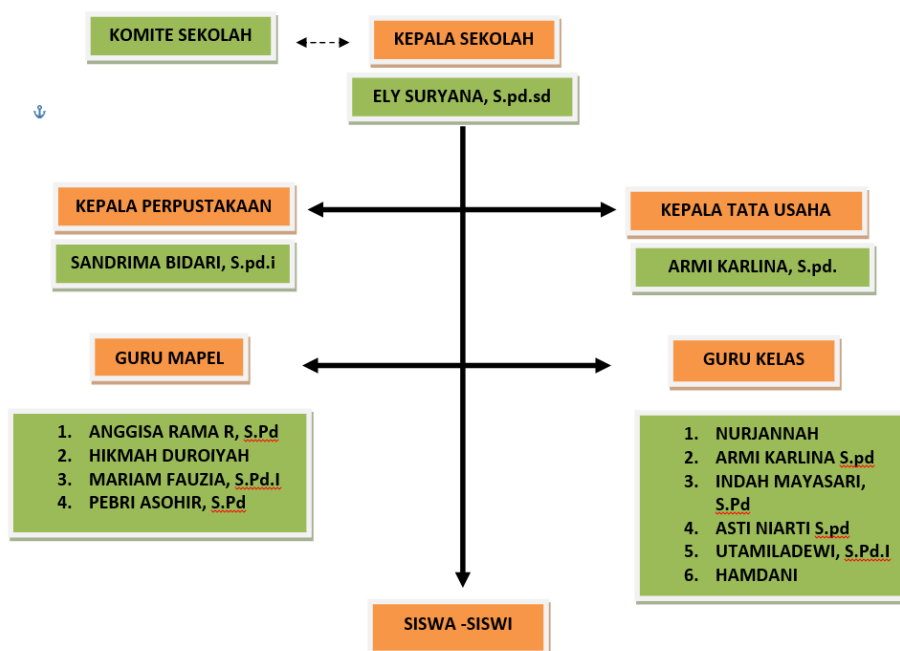 KOMITE SEKOLAH
KEPALA SEKOLAH
ELY SURYANA, S.pd.sd
KEPALA PERPUSTAKAAN
KEPALA TATA USAHA
SANDRIMA BIDARI, S.pd.i
ARMI KARLINA, S.pd.
GURU MAPEL
GURU KELAS
1. ANGGISA RAMA R, S.Pd
2. HIKMAH DUROIYAH
3. MARIAM FAUZIA, S.Pd.I
4. PEBRI ASOHIR, S.Pd
1. NURJANNAH
2. ARMI KARLINA S.pd
3. INDAH MAYASARI,
S.Pd
4. ASTI NIARTI S.pd
5. UTAMILADEWI, S.Pd.I
6. HAMDANI
SISWA -SISWI